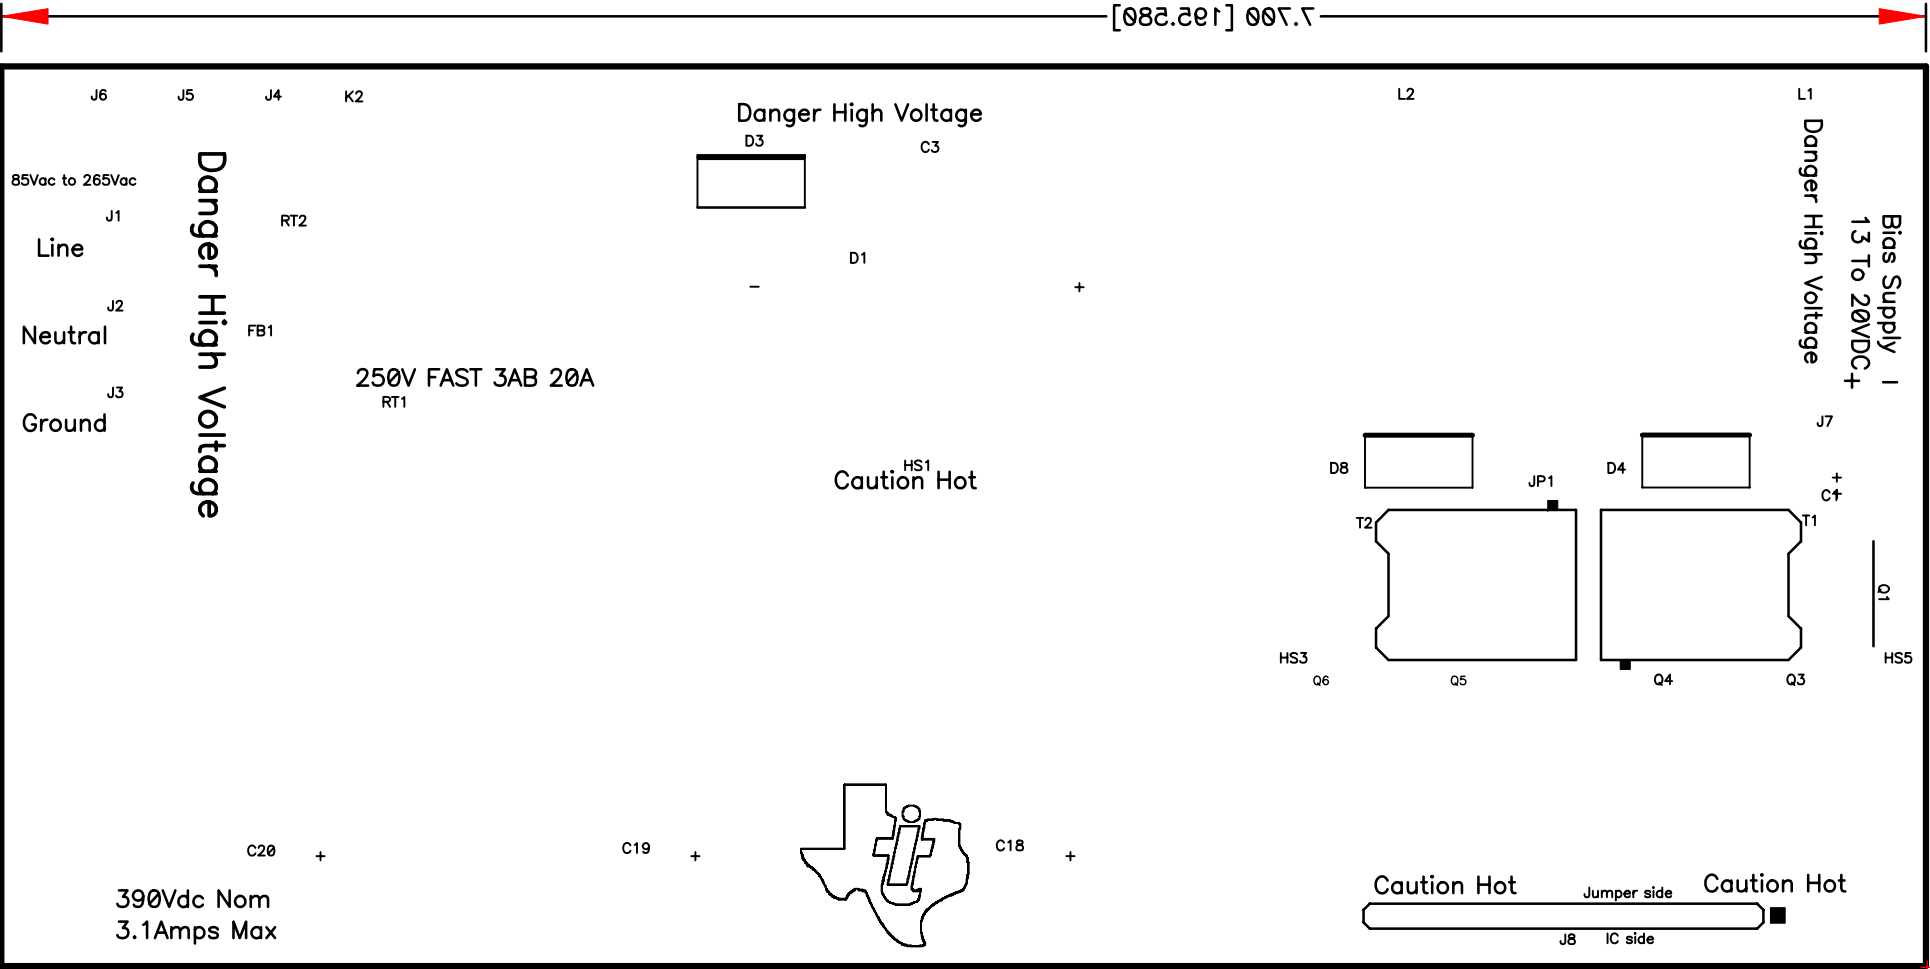 7.700 [195.580]
J6
J5
J4
K2
L2
L1
Danger High Voltage
D3
C3
85Vac to 265Vac
J1
Line
RT2
Danger High Voltage
Danger High Voltage
Bias Supply
13 To 20VDC
- +
D1
- +
J2
Neutral
FB1
250V FAST 3AB 20A
RT1
J3
Ground
J7
HS1
Caution Hot
D8
JP1
D4
+
C4
T2
T1
Q1
HS3
HS5
Q6
Q5
Q4
Q3
C20 +
C19 +
C18 +
390Vdc Nom
3.1Amps Max
Caution Hot
Jumper side
Caution Hot
J8
IC side